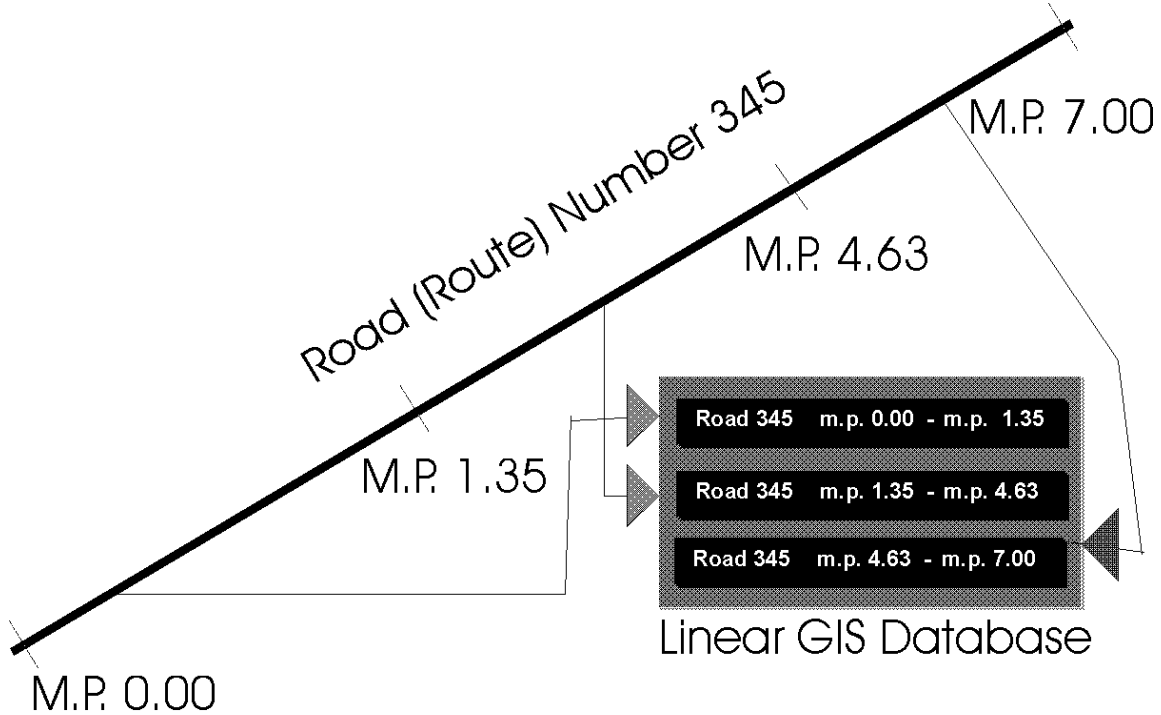 M.P. 7.00
Road (Route) Number 345
M.P. 4.63
M.P. 1.35
Road 345 m.p. 0.00 - m.p. 1.35
Road 345 m.p. 1.35 - m.p. 4.63
Road 345 m.p. 4.63 - m.p. 7.00
Linear GIS Database
M.P. 0.00